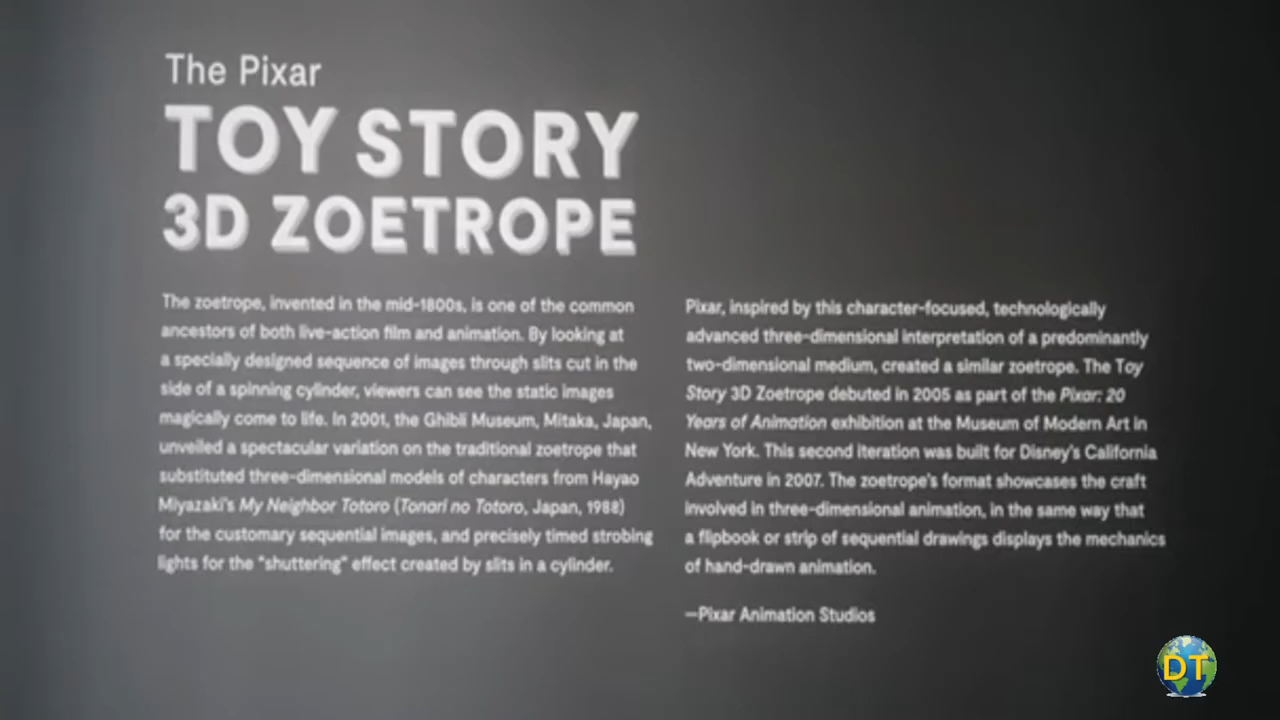 The Pixar
TOY STORY
3D ZOETROPE
The zoetrope, invented in the mid-1800s, is one of the common
ancestors of both live-action film and animation. By looking at
a specially designed sequence of images through slits cut in the
side of a spinning cylinder, viewers can see the static images
magically come to life. In 2001, the Ghibli Museum, Mitaka, Japan,
unveiled a spectacular variation on the traditional zoetrope that
substituted three-dimensional models of characters from Hayao
Miyazaki's My Neighbor Totoro (Tonari no Totoro, Japan, 1988)
for the customary sequential images, and precisely timed strobing
lights for the "shuttering" effect created by slits in a cylinder.
Pixar, inspired by this character-focused, technologically
advanced three-dimensional interpretation of a predominantly
two-dimensional medium, created a similar zoetrope. The Toy
Story 3D Zoetrope debuted in 2005 as part of the Pixar: 20
Years of Animation exhibition at the Museum of Modern Art in
New York. This second iteration was built for Disney's California
Adventure in 2007. The zoetrope's format showcases the craft
involved in three-dimensional animation, in the same way that
a flipbook or strip of sequential drawings displays the mechanics
of hand-drawn animation.
—Pixar Animation Studios
DT